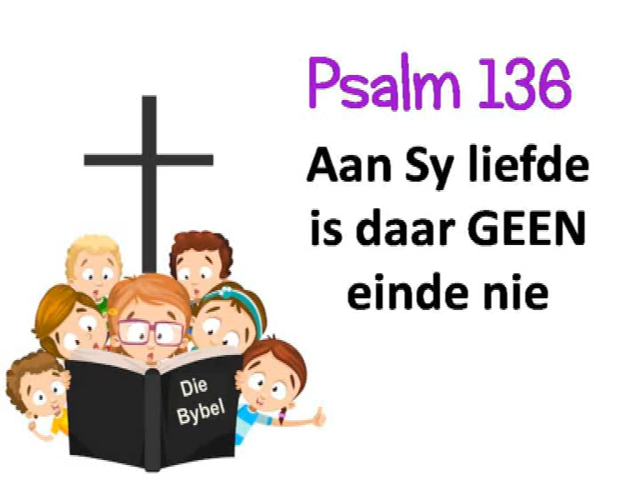 Psalm 136
Aan Sy liefde
is daar GEEN
einde nie
Die
Bybel